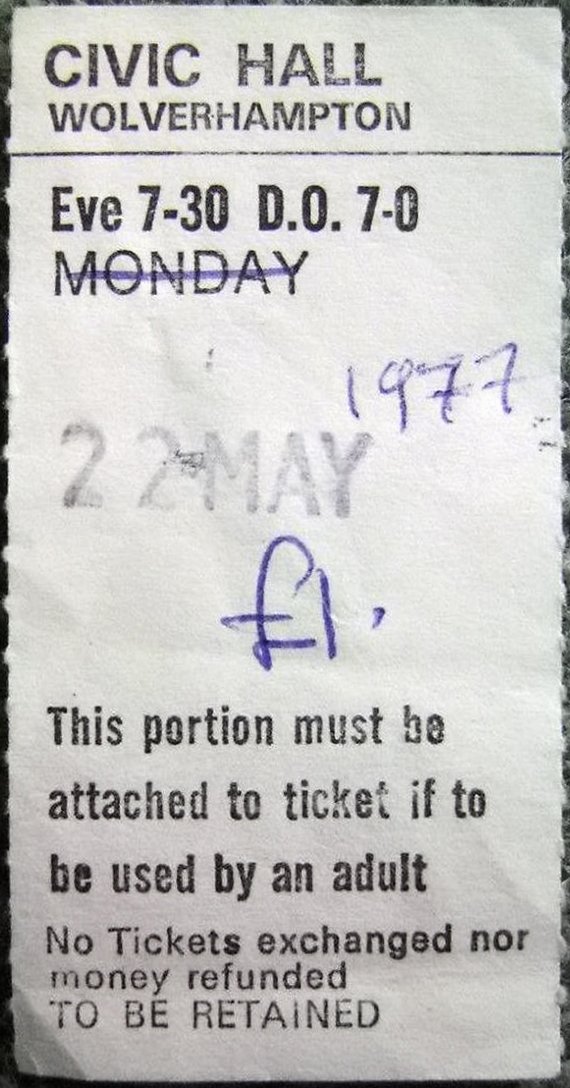 CIVIC HALL
WOLVERHAMPTON
Eve 7-30 D.O. 7-0
MONDAY
1977
22 MAY
£1.
This portion must be
attached to ticket if to
be used by an adult
No Tickets exchanged nor
money refunded
TO BE RETAINED